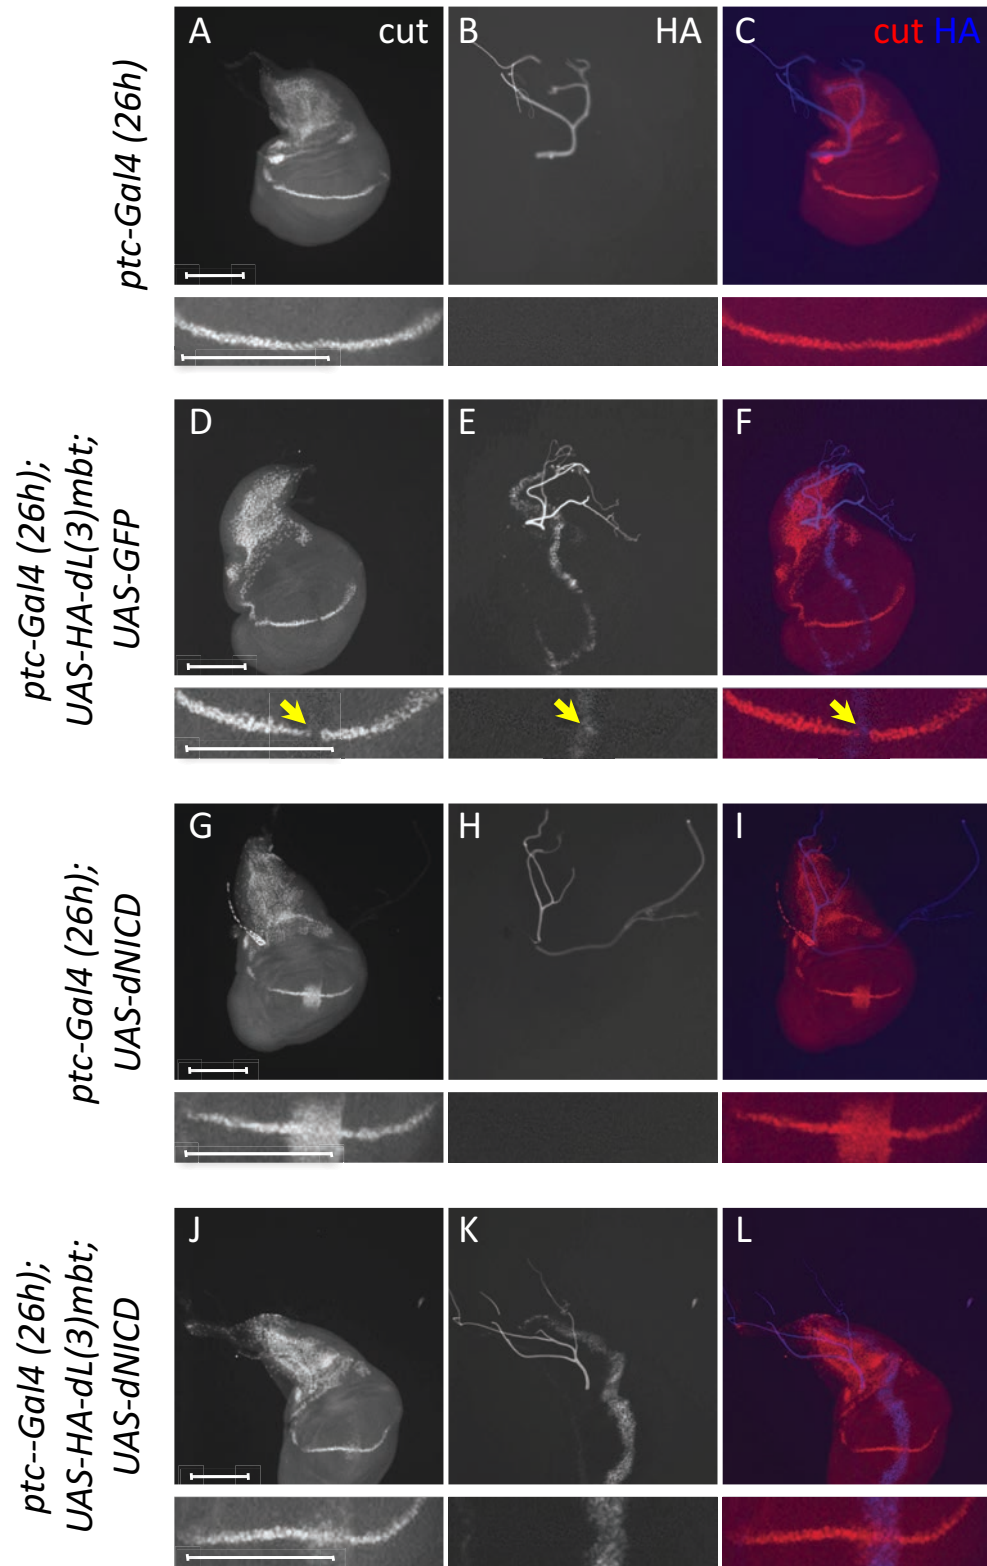 A
cut
B
HA
C
cut HA
ptc-Gal4 (26h)
D
E
F
ptc-Gal4 (26h);
UAS-HA-dL(3)mbt;
UAS-GFP
G
H
I
ptc-Gal4 (26h);
UAS-dNICD
J
K
L
ptc--Gal4 (26h);
UAS-HA-dL(3)mbt;
UAS-dNICD